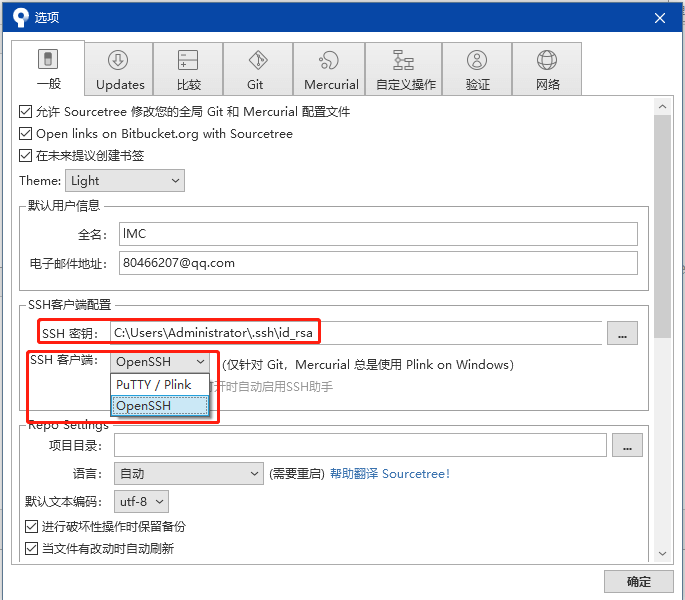 选项
一般
Updates
比较
Git
Mercurial
自定义操作
验证
网络
允许 Sourcetree 修改您的全局 Git 和 Mercurial 配置文件
Open links on Bitbucket.org with Sourcetree
在未来提议创建书签
Theme: Light
默认用户信息
全名: lMC
电子邮件地址: 80466207@qq.com
SSH客户端配置
SSH 密钥: C:\Users\Administrator\.ssh\id_rsa ...
SSH 客户端: OpenSSH (仅针对 Git，Mercurial 总是使用 Plink on Windows)
PuTTY / Plink
开时自动启用SSH助手
OpenSSH
Repo Settings
项目目录: ...
语言: 自动 (需要重启) 帮助翻译 Sourcetree!
默认文本编码: utf-8
进行破坏性操作时保留备份
当文件有改动时自动刷新
确定